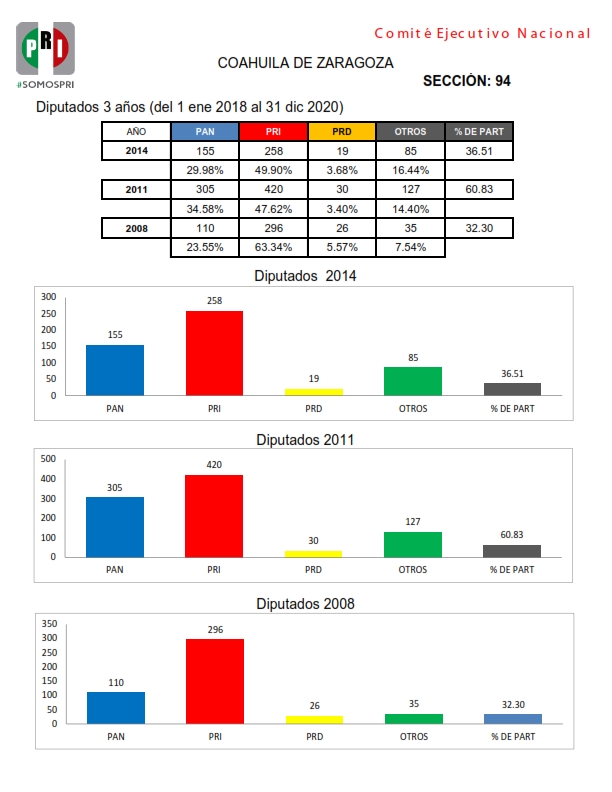 Comité Ejecutivo Nacional
PRI
#SOMOSPRI
COAHUILA DE ZARAGOZA
SECCIÒN: 94
Diputados 3 años (del 1 ene 2018 al 31 dic 2020)
AÑO PAN PRI PRD OTROS % DE PART
2014 155 258 19 85 36.51
29.98% 49.90% 3.68% 16.44%
2011 305 420 30 127 60.83
34.58% 47.62% 3.40% 14.40%
2008 110 296 26 35 32.30
23.55% 63.34% 5.57% 7.54%
Diputados 2014
300
250
200
150
100
50
0
155
258
19
85
36.51
PAN PRI PRD OTROS % DE PART
Diputados 2011
500
400
300
200
100
0
305
420
30
127
60.83
PAN PRI PRD OTROS % DE PART
Diputados 2008
350
300
250
200
150
100
50
0
110
296
26
35
32.30
PAN PRI PRD OTROS % DE PART